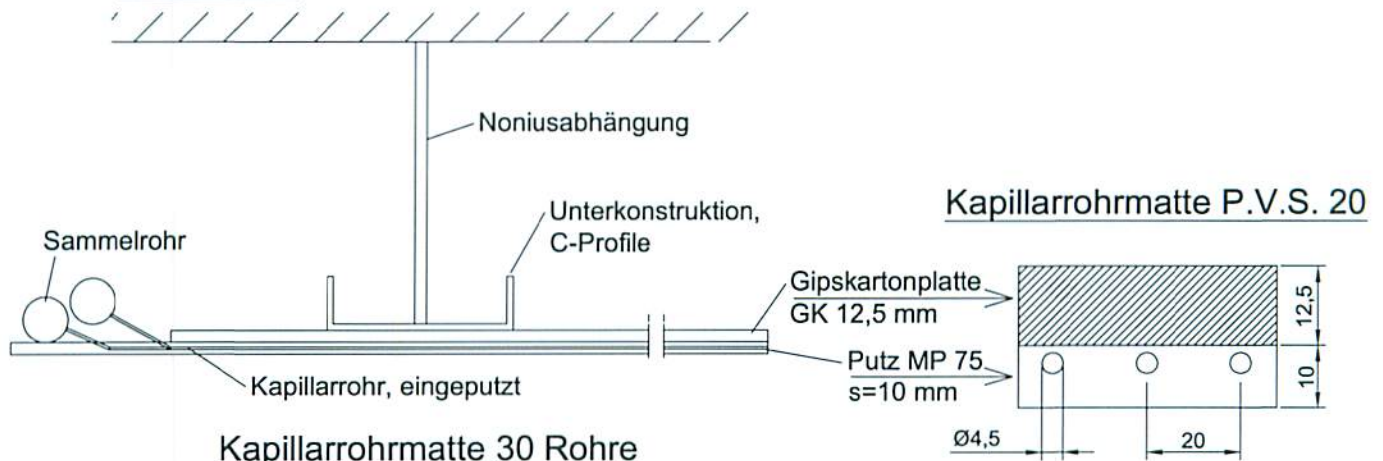 Noniusabhängung
Kapillarrohrmatte P.V.S. 20
Unterkonstruktion,
C-Profile
Sammelrohr
Gipskartonplatte
GK 12,5 mm
12,5
Putz MP 75
s=10 mm
10
Kapillarrohr, eingeputzt
Ø4,5
20
Kapillarrohrmatte 30 Rohre